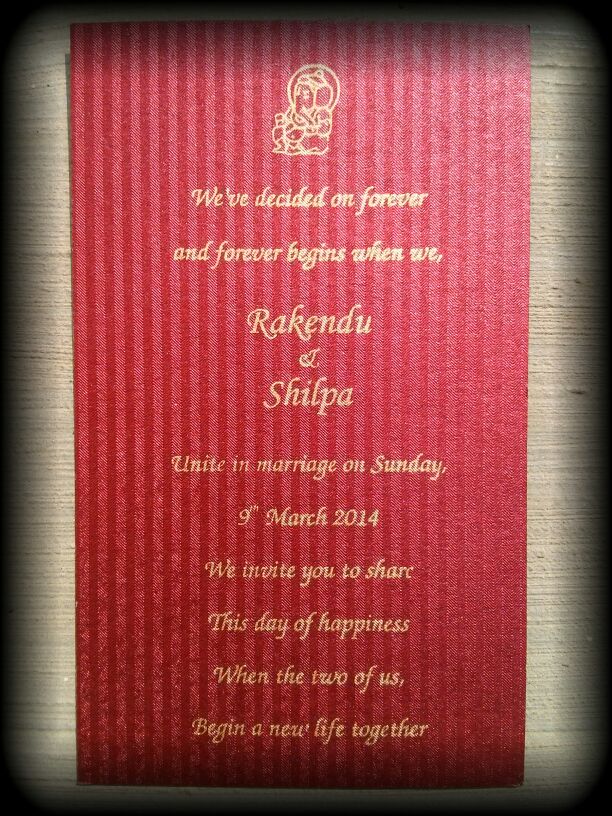 We've decided on forever
and forever begins when we,
Rakendu
&
Shilpa
Unite in marriage on Sunday,
9th March 2014
We invite you to share
This day of happiness
When the two of us,
Begin a new life together